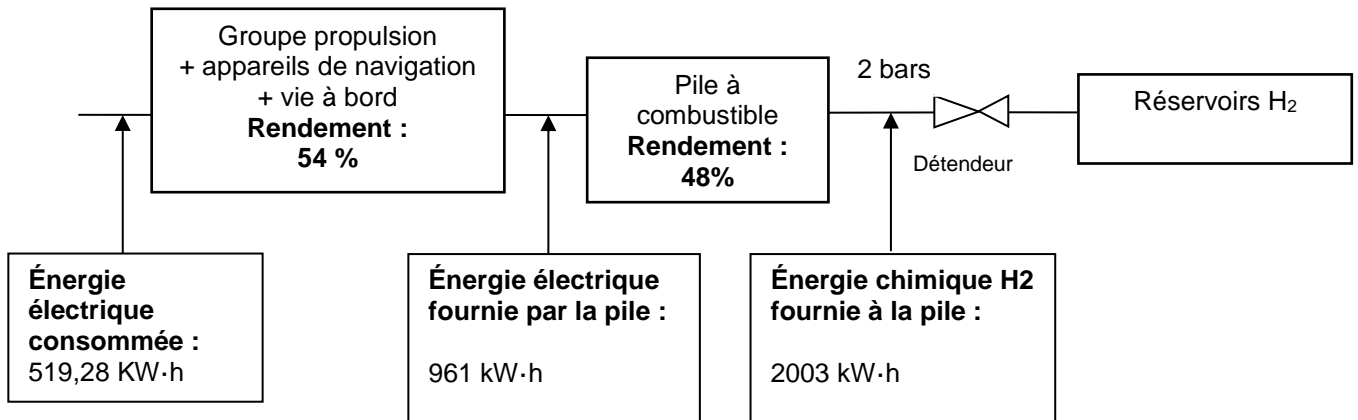 Groupe propulsion
+ appareils de navigation
+ vie à bord
Rendement :
54 %
Pile à
combustible
Rendement :
48%
2 bars
Détendeur
Réservoirs H₂
Énergie
électrique
consommée :
519,28 KW·h
Énergie électrique
fournie par la pile :
961 kW·h
Énergie chimique H2
fournie à la pile :
2003 kW·h